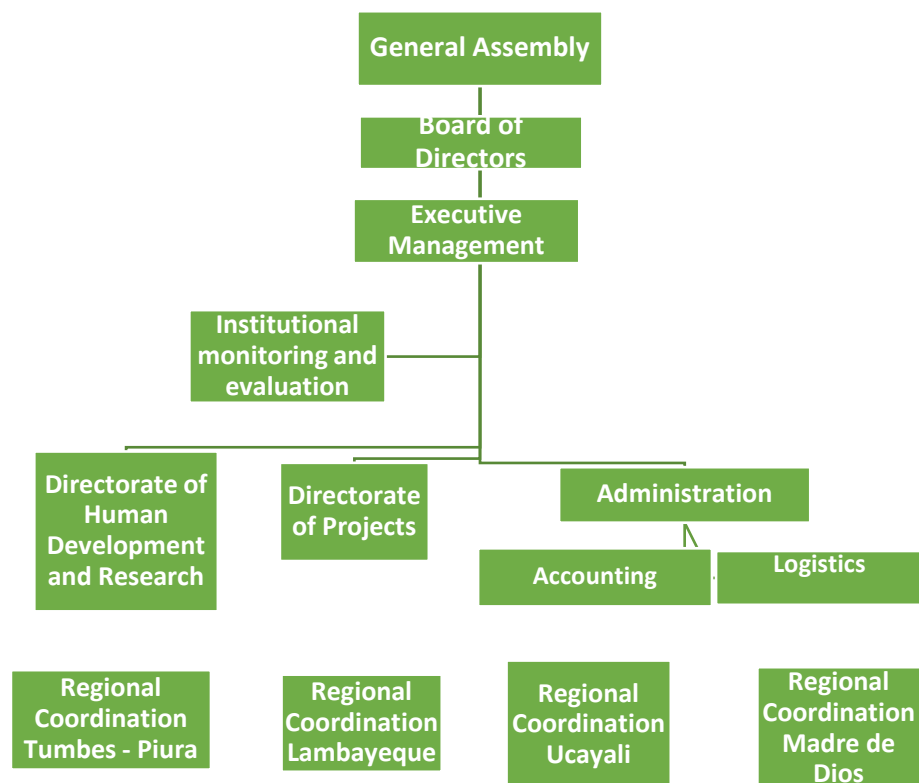 General Assembly
Board of
Directors
Executive
Management
Institutional
monitoring and
evaluation
Directorate of
Human
Development
and Research
Directorate
of Projects
Administration
Accounting
Logistics
Regional
Coordination
Tumbes - Piura
Regional
Coordination
Lambayeque
Regional
Coordination
Ucayali
Regional
Coordination
Madre de
Dios